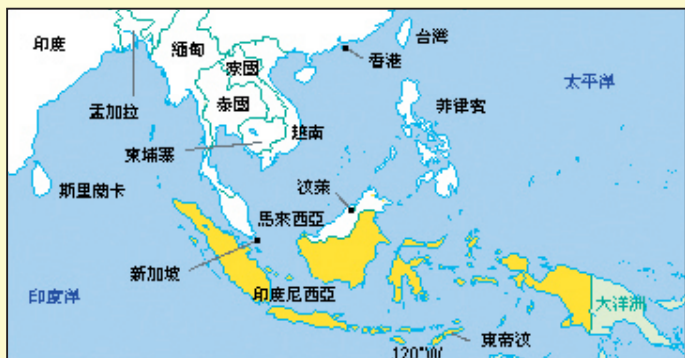 台灣
印度
緬甸
寮國
香港
泰國
太平洋
孟加拉
越南
菲律賓
柬埔寨
斯里蘭卡
汶萊
馬來西亞
新加坡
印度洋
印度尼西亞
大洋洲
東帝汶